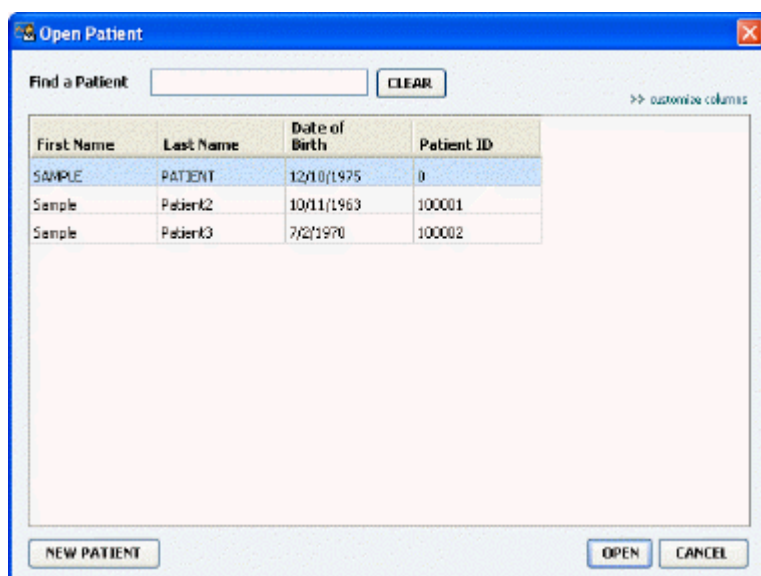 Open Patient
Find a Patient CLEAR
>> customize columns
First Name Last Name Date of Birth Patient ID
SAMPLE PATIENT 12/10/1975 0
Sample Patient2 10/11/1963 100001
Sample Patient3 7/2/1970 100002
NEW PATIENT OPEN CANCEL